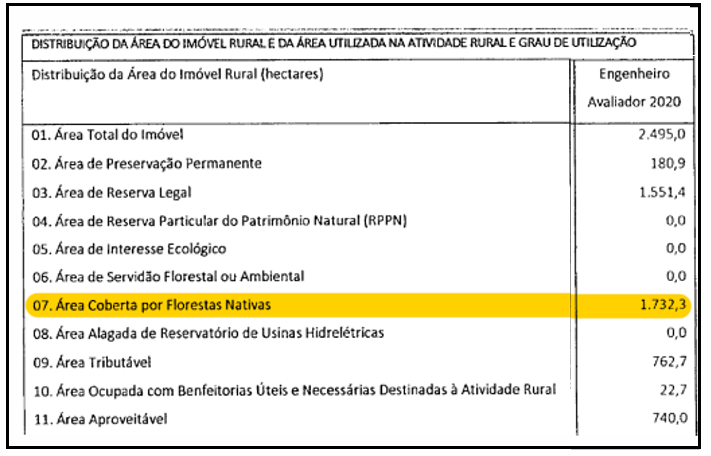 DISTRIBUIÇÃO DA ÁREA DO IMÓVEL RURAL E DA ÁREA UTILIZADA NA ATIVIDADE RURAL E GRAU DE UTILIZAÇÃO
Distribuição da Área do Imóvel Rural (hectares) Engenheiro
Avaliador 2020
01. Área Total do Imóvel 2.495,0
02. Área de Preservação Permanente 180,9
03. Área de Reserva Legal 1.551,4
04. Área de Reserva Particular do Patrimônio Natural (RPPN) 0,0
05. Área de Interesse Ecológico 0,0
06. Área de Servidão Florestal ou Ambiental 0,0
07. Área Coberta por Florestas Nativas 1.732,3
08. Área Alagada de Reservatório de Usinas Hidrelétricas 0,0
09. Área Tributável 762,7
10. Área Ocupada com Benfeitorias Úteis e Necessárias Destinadas à Atividade Rural 22,7
11. Área Aproveitável 740,0